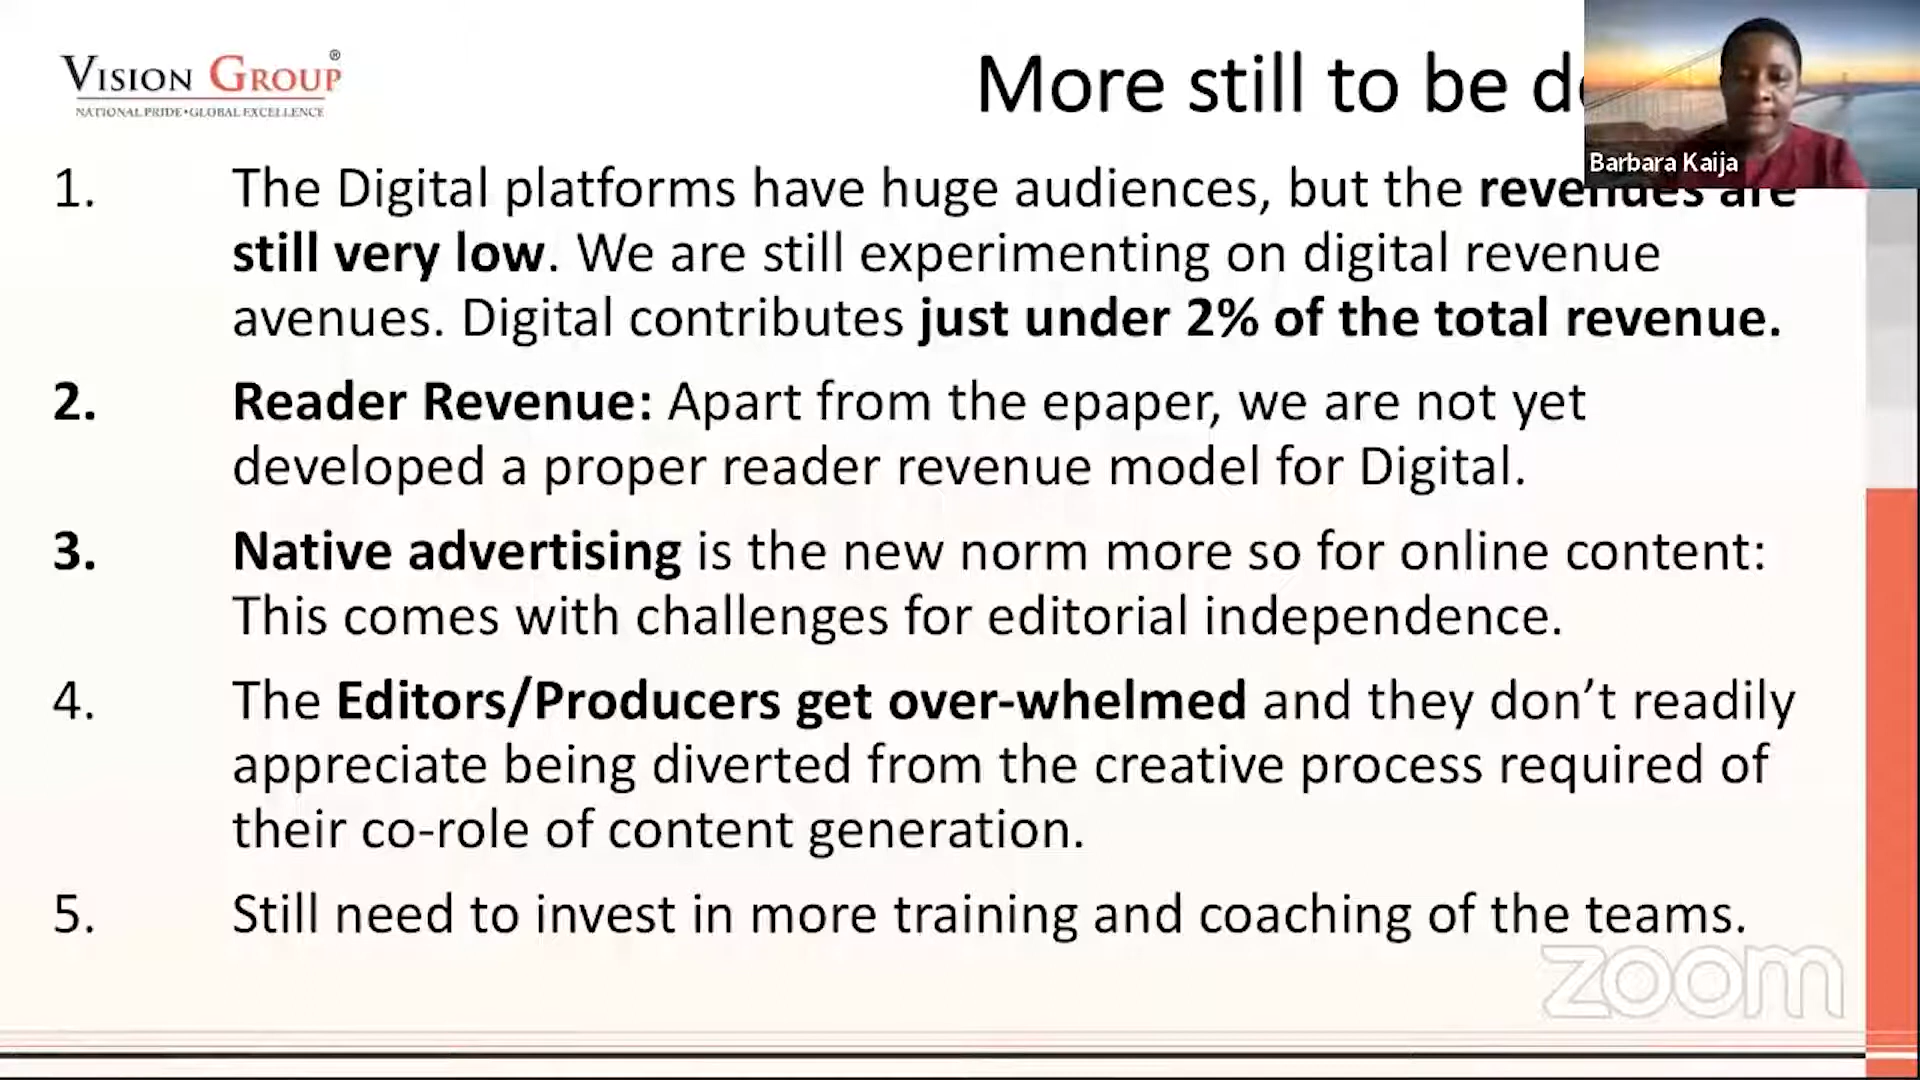 VISION GROUP®
NATIONAL PRIDE•GLOBAL EXCELLENCE
More still to be
Barbara Kaija
1. The Digital platforms have huge audiences, but the revenues are
still very low. We are still experimenting on digital revenue
avenues. Digital contributes just under 2% of the total revenue.
2. Reader Revenue: Apart from the epaper, we are not yet
developed a proper reader revenue model for Digital.
3. Native advertising is the new norm more so for online content:
This comes with challenges for editorial independence.
4. The Editors/Producers get over-whelmed and they don’t readily
appreciate being diverted from the creative process required of
their co-role of content generation.
5. Still need to invest in more training and coaching of the teams.
zoom